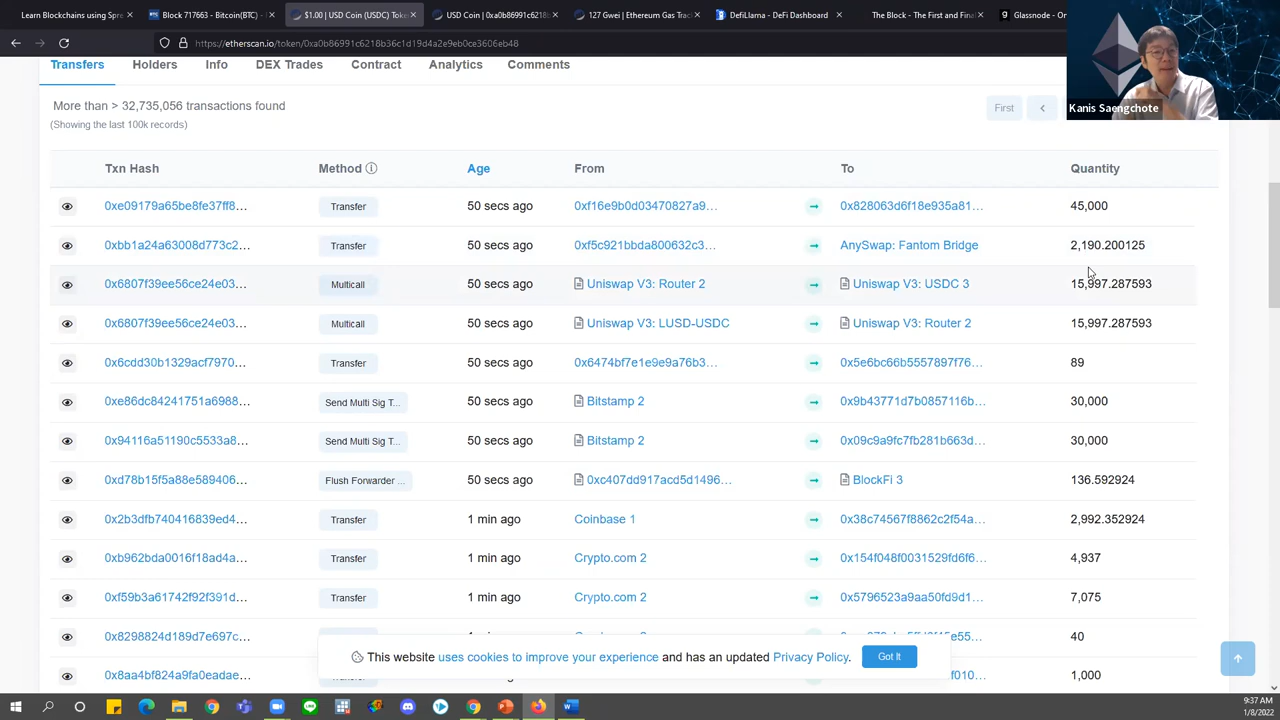 Learn Blockchains using Spre
Block 717663 - Bitcoin(BTC)
$1.00 | USD Coin (USDC) Toke
USD Coin | 0xa0b86991c6218b
127 Gwei | Ethereum Gas Trac
DefiLlama - DeFi Dashboard
The Block - The First and Final
Glassnode - On
https://etherscan.io/token/0xa0b86991c6218b36c1d19d4a2e9eb0ce3606eb48
Transfers Holders Info DEX Trades Contract Analytics Comments
Kanis Saengchote
More than > 32,735,056 transactions found
(Showing the last 100k records)
First
Txn Hash Method Age From To Quantity
0xe09179a65be8fe37ff8... Transfer 50 secs ago 0xf16e9b0d03470827a9... 0x828063d6f18e935a81... 45,000
0xbb1a24a63008d773c2... Transfer 50 secs ago 0xf5c921bbda800632c3... AnySwap: Fantom Bridge 2,190.200125
0x6807f39ee56ce24e03... Multicall 50 secs ago Uniswap V3: Router 2 Uniswap V3: USDC 3 15,997.287593
0x6807f39ee56ce24e03... Multicall 50 secs ago Uniswap V3: LUSD-USDC Uniswap V3: Router 2 15,997.287593
0x6cdd30b1329acf7970... Transfer 50 secs ago 0x6474bf7e1e9e9a76b3... 0x5e6bc66b5557897f76... 89
0xe86dc84241751a6988... Send Multi Sig T... 50 secs ago Bitstamp 2 0x9b43771d7b0857116b... 30,000
0x94116a51190c5533a8... Send Multi Sig T... 50 secs ago Bitstamp 2 0x09c9a9fc7fb281b663d... 30,000
0xd78b15f5a88e589406... Flush Forwarder ... 50 secs ago 0xc407dd917acd5d1496... BlockFi 3 136.592924
0x2b3dfb740416839ed4... Transfer 1 min ago Coinbase 1 0x38c74567f8862c2f54a... 2,992.352924
0xb962bda0016f18ad4a... Transfer 1 min ago Crypto.com 2 0x154f048f0031529fd6f6... 4,937
0xf59b3a61742f92f391d... Transfer 1 min ago Crypto.com 2 0x5796523a9aa50fd9d1... 7,075
0x8298824d189d7e697c... 40
This website uses cookies to improve your experience and has an updated Privacy Policy. Got It
0x8aa4bf824a9fa0eadae... 1,000
9:37 AM
1/8/2022